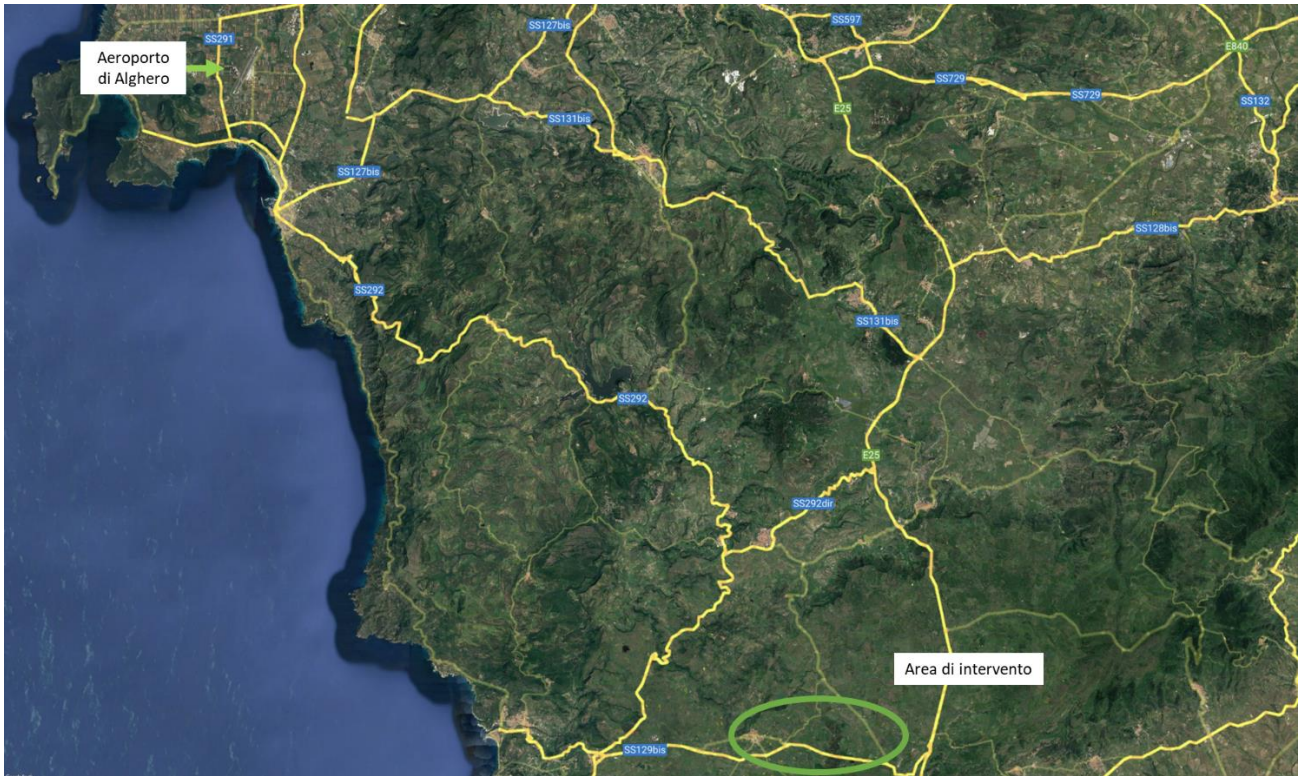 SS127bis
SS597
SS291
E840
Aeroporto
di Alghero
SS729
SS729
SS132
E25
SS131bis
SS127bis
SS128bis
SS292
SS131bis
SS292
E25
SS292dir
Area di intervento
SS129bis